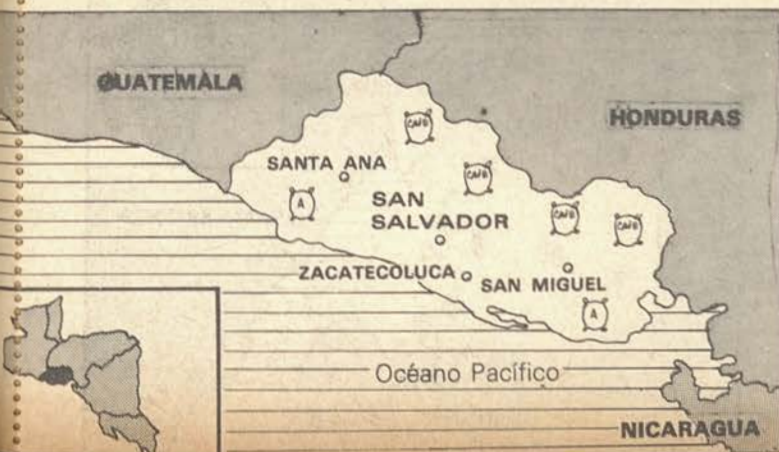 GUATEMALA
HONDURAS
CAFE
SANTA ANA
CAFE
A
SAN
SALVADOR
CAFE
CAFE
ZACATECOLUCA
SAN MIGUEL
A
Océano Pacífico
NICARAGUA